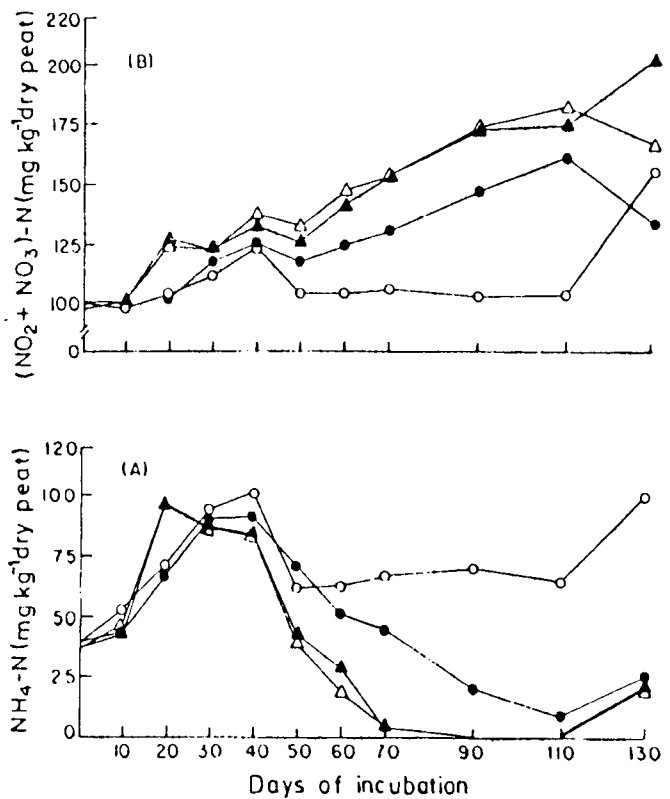 (B)
(NO2 + NO3)-N (mg kg-1 dry peat)
200
175
150
125
100
0
(A)
NH4-N (mg kg-1 dry peat)
120
100
75
50
25
0
10 20 30 40 50 60 70 90 110 130
Days of incubation